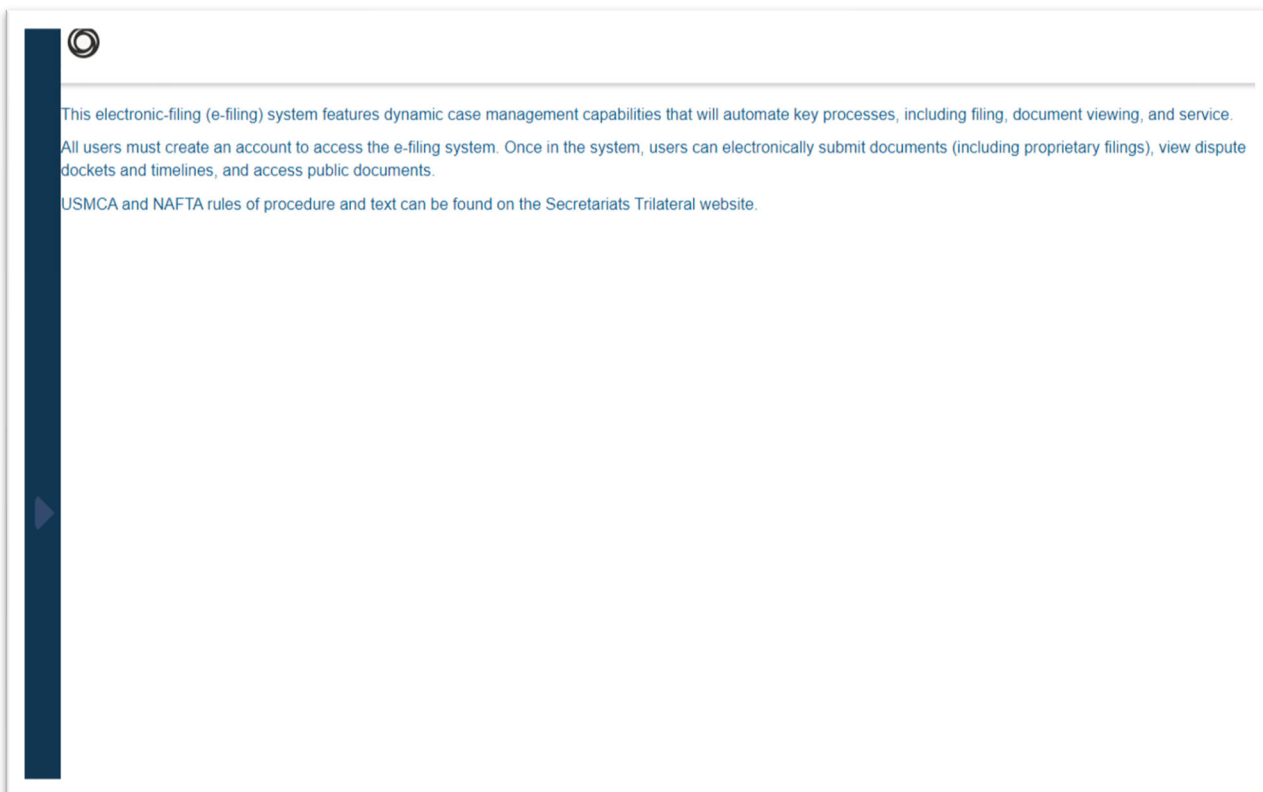 This electronic-filing (e-filing) system features dynamic case management capabilities that will automate key processes, including filing, document viewing, and service.
All users must create an account to access the e-filing system. Once in the system, users can electronically submit documents (including proprietary filings), view dispute
dockets and timelines, and access public documents.
USMCA and NAFTA rules of procedure and text can be found on the Secretariats Trilateral website.